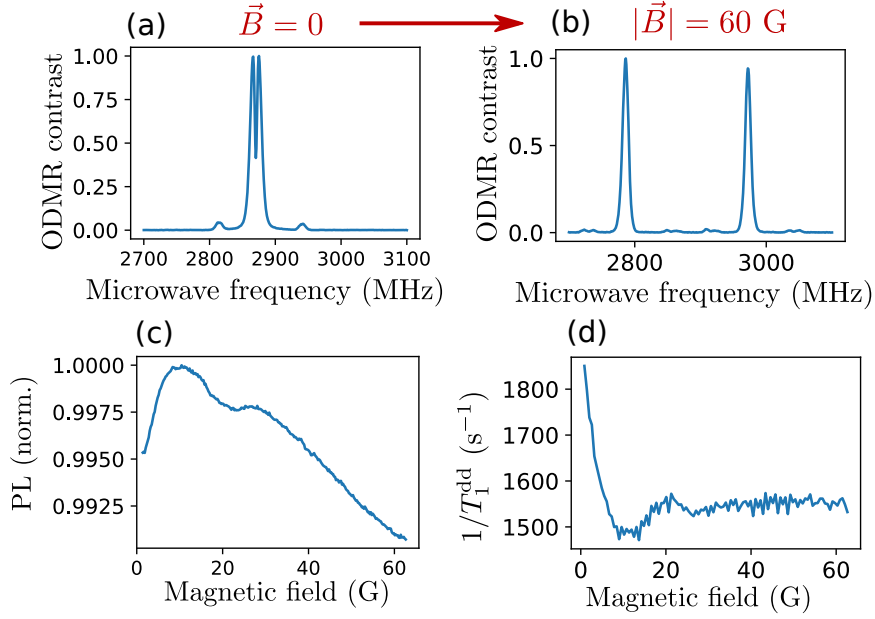 (a) B⃗ = 0 |B⃗| = 60 G (b)
ODMR contrast
1.00
0.75
0.50
0.25
0.00
2700 2800 2900 3000 3100
Microwave frequency (MHz)
ODMR contrast
1.0
0.5
0.0
2800 3000
Microwave frequency (MHz)
(c)
PL (norm.)
1.0000
0.9975
0.9950
0.9925
0 20 40 60
Magnetic field (G)
(d)
1/T₁ᵈᵈ (s⁻¹)
1800
1700
1600
1500
0 20 40 60
Magnetic field (G)